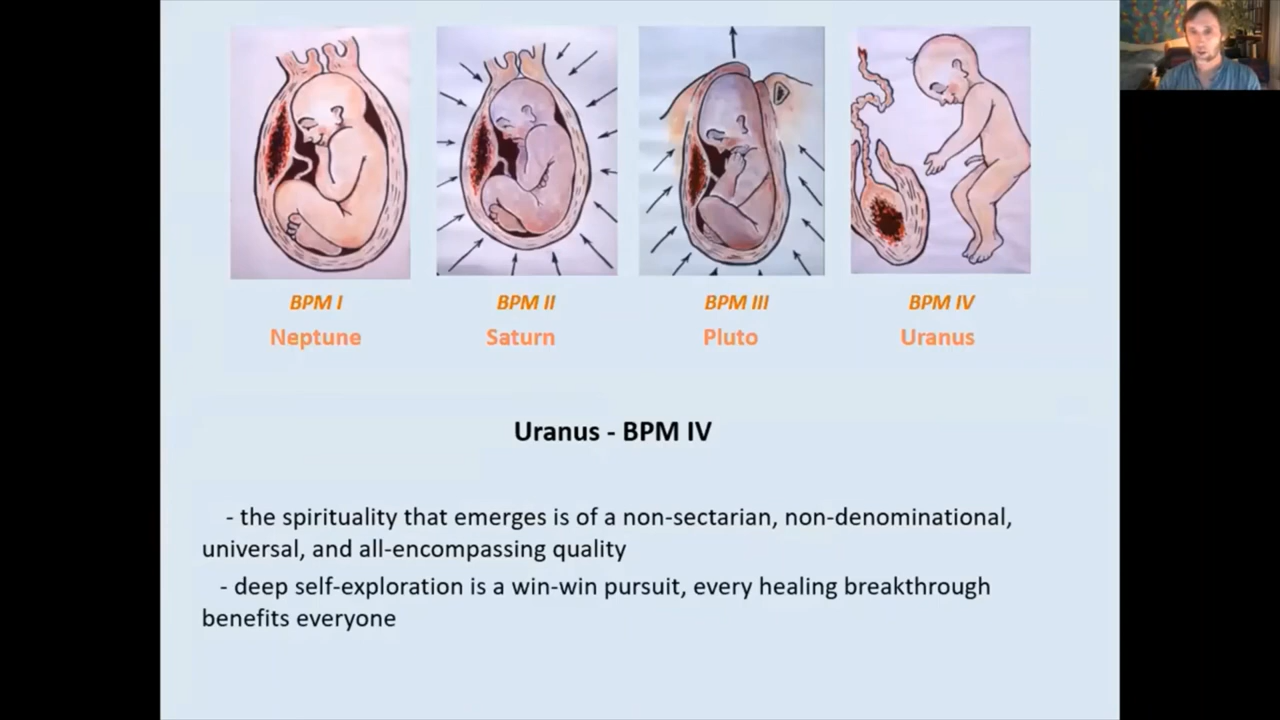 BPM I
BPM II
BPM III
BPM IV
Neptune
Saturn
Pluto
Uranus
Uranus - BPM IV
- the spirituality that emerges is of a non-sectarian, non-denominational,
universal, and all-encompassing quality
- deep self-exploration is a win-win pursuit, every healing breakthrough
benefits everyone